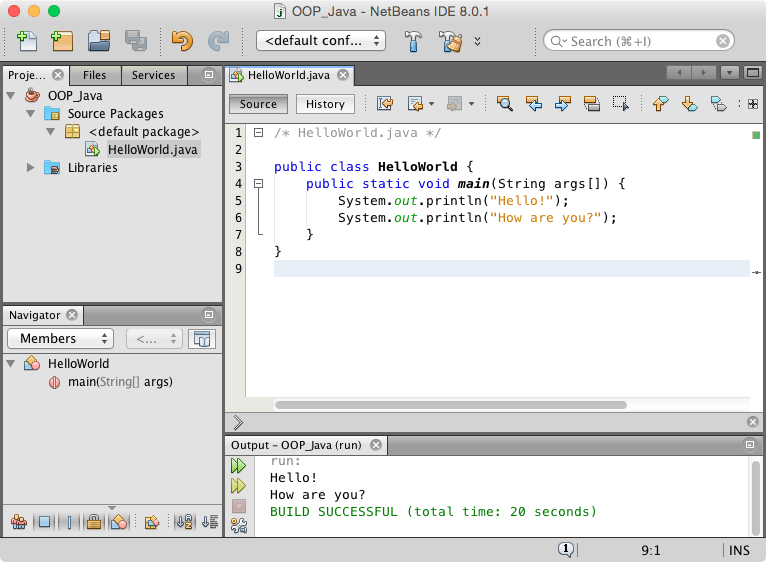 OOP_Java - NetBeans IDE 8.0.1
<default conf...
Search (⌘+I)
Proje...
Files
Services
OOP_Java
Source Packages
<default package>
HelloWorld.java
Libraries
HelloWorld.java
Source
History
1 /* HelloWorld.java */
2
3 public class HelloWorld {
4 public static void main(String args[]) {
5 System.out.println("Hello!");
6 System.out.println("How are you?");
7 }
8 }
9
Navigator
Members
<...
HelloWorld
main(String[] args)
Output – OOP_Java (run)
run:
Hello!
How are you?
BUILD SUCCESSFUL (total time: 20 seconds)
1
9:1
INS